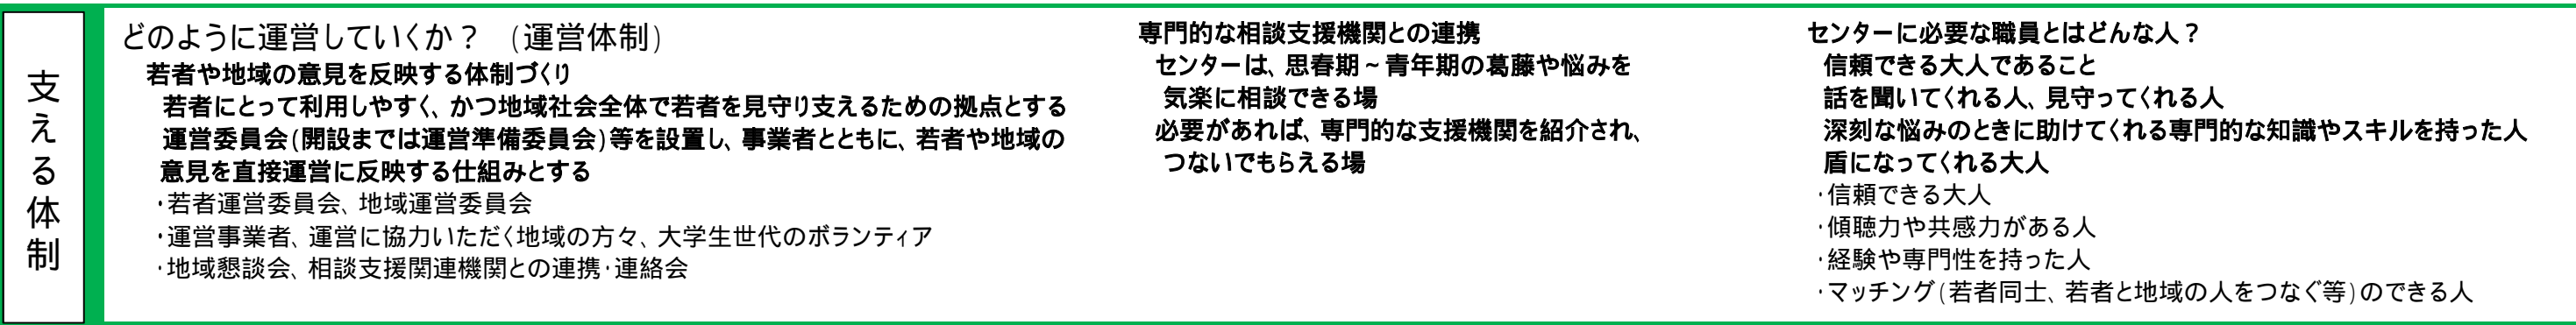 支える体制
どのように運営していくか？　(運営体制)
若者や地域の意見を反映する体制づくり
若者にとって利用しやすく、かつ地域社会全体で若者を見守り支えるための拠点とする
運営委員会(開設までは運営準備委員会)等を設置し、事業者とともに、若者や地域の
意見を直接運営に反映する仕組みとする
・若者運営委員会、地域運営委員会
・運営事業者、運営に協力いただく地域の方々、大学生世代のボランティア
・地域懇談会、相談支援関連機関との連携・連絡会
専門的な相談支援機関との連携
センターは、思春期～青年期の葛藤や悩みを
気楽に相談できる場
必要があれば、専門的な支援機関を紹介され、
つないでもらえる場
センターに必要な職員とはどんな人？
信頼できる大人であること
話を聞いてくれる人、見守ってくれる人
深刻な悩みのときに助けてくれる専門的な知識やスキルを持った人
盾になってくれる大人
・信頼できる大人
・傾聴力や共感力がある人
・経験や専門性を持った人
・マッチング(若者同士、若者と地域の人をつなぐ等)のできる人